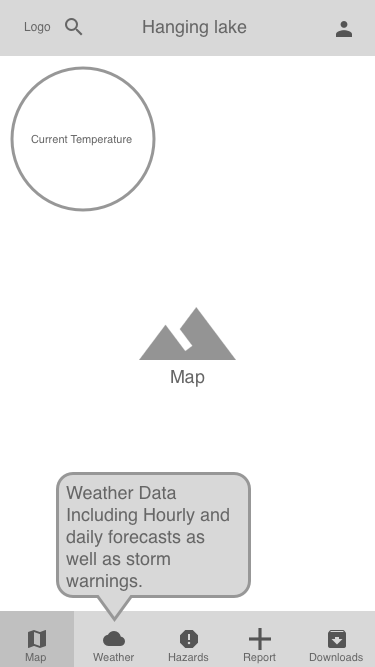 Logo
Hanging lake
Current Temperature
Map
Weather Data
Including Hourly and
daily forecasts as
well as storm
warnings.
Map
Weather
Hazards
Report
Downloads